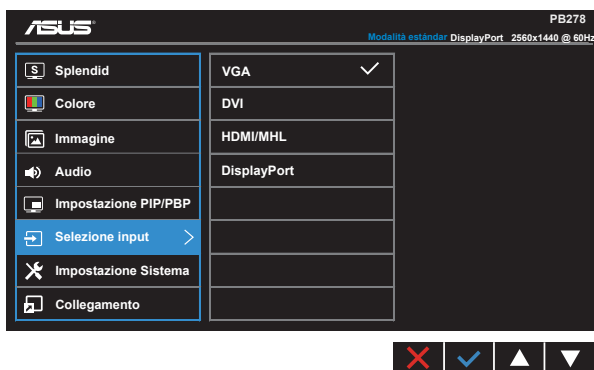 ASUS
PB278
Modalità estándar DisplayPort 2560x1440 @ 60Hz
S Splendid
Colore
Immagine
Audio
Impostazione PIP/PBP
Selezione input
Impostazione Sistema
Collegamento
VGA
DVI
HDMI/MHL
DisplayPort